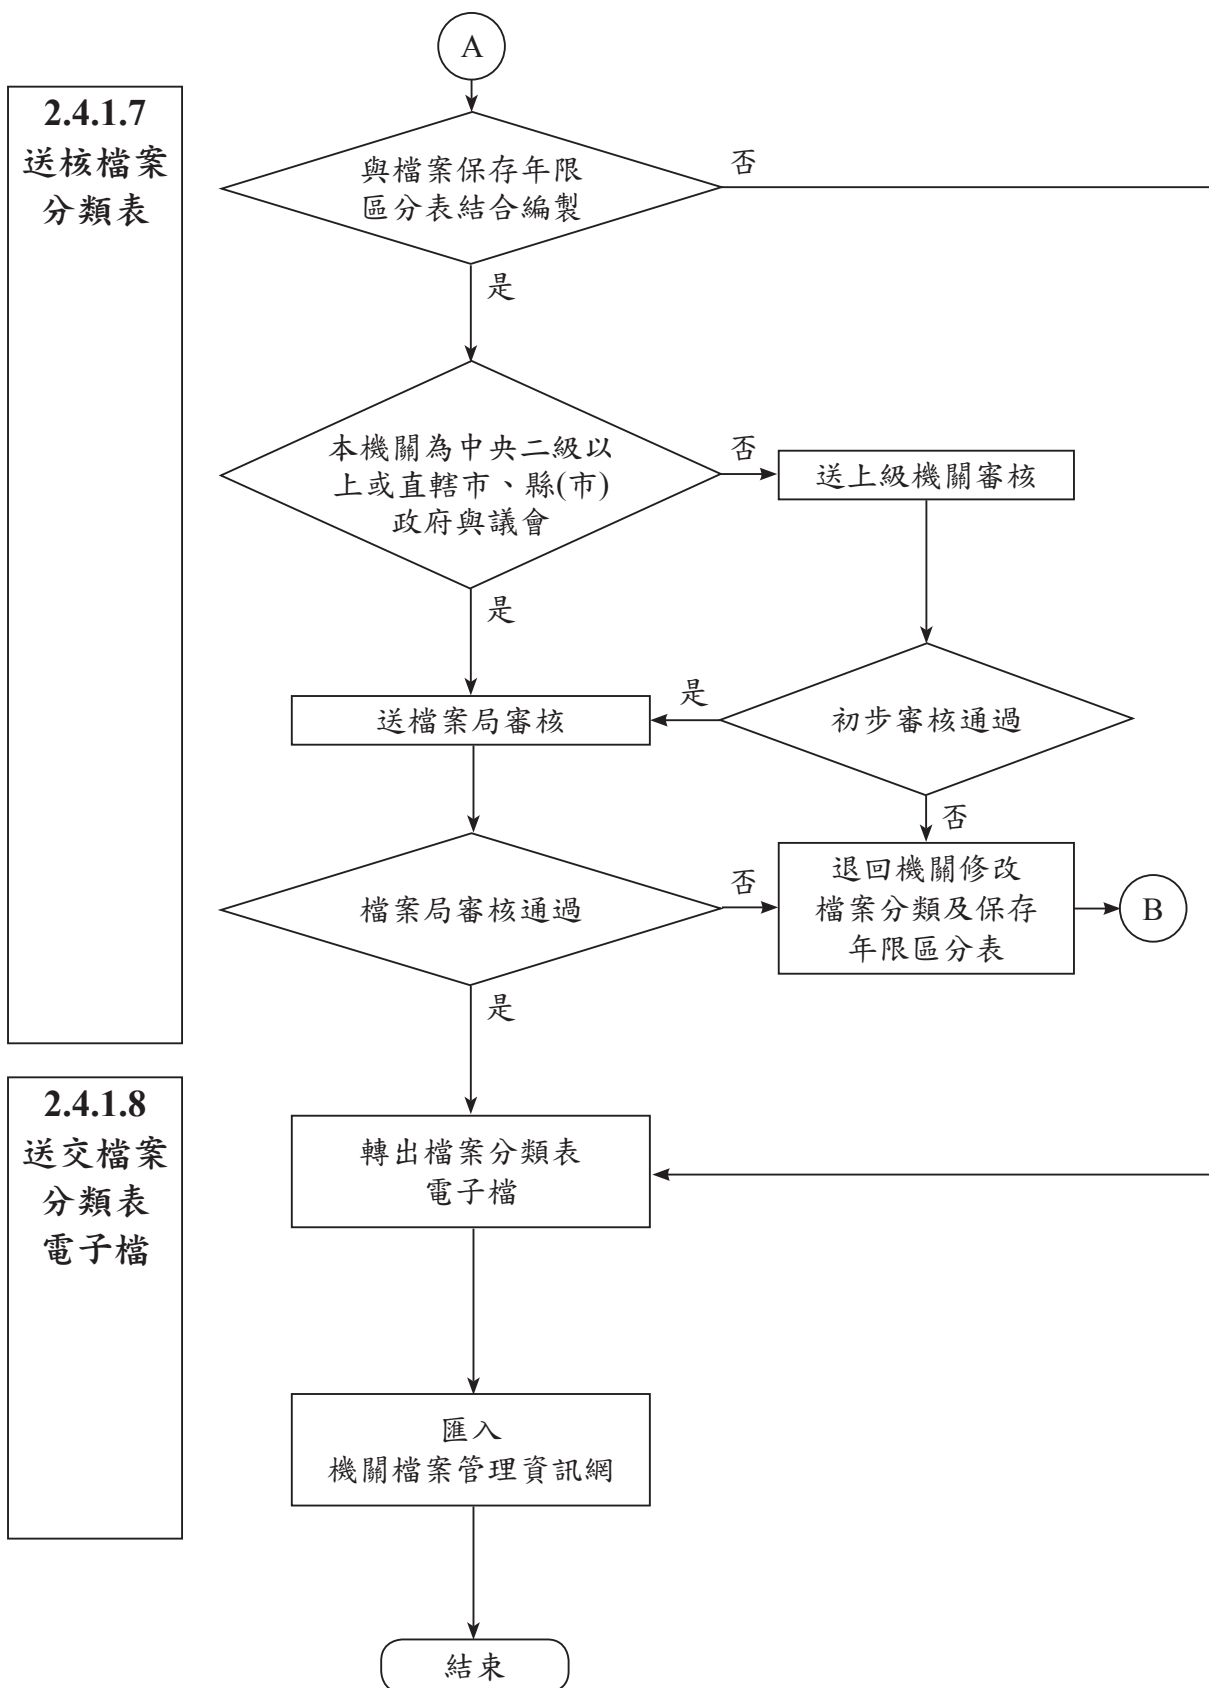 A
2.4.1.7
送核檔案
分類表
與檔案保存年限
區分表結合編製
否
是
本機關為中央二級以
上或直轄市、縣(市)
政府與議會
否
送上級機關審核
是
送檔案局審核
是
初步審核通過
否
檔案局審核通過
否
退回機關修改
檔案分類及保存
年限區分表
B
是
2.4.1.8
送交檔案
分類表
電子檔
轉出檔案分類表
電子檔
匯入
機關檔案管理資訊網
結束